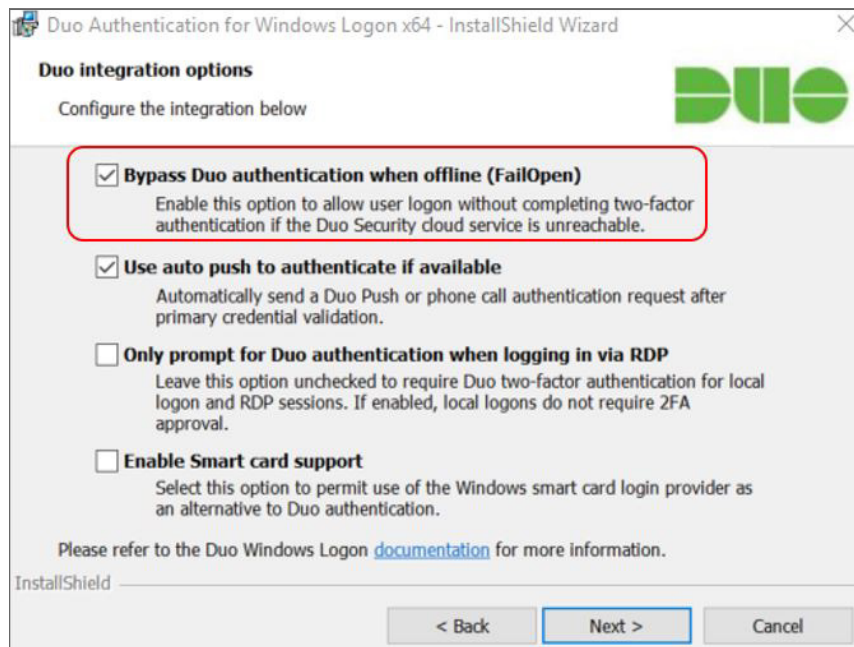 Duo Authentication for Windows Logon x64 - InstallShield Wizard
Duo integration options
Configure the integration below
DUO
Bypass Duo authentication when offline (FailOpen)
Enable this option to allow user logon without completing two-factor
authentication if the Duo Security cloud service is unreachable.
Use auto push to authenticate if available
Automatically send a Duo Push or phone call authentication request after
primary credential validation.
Only prompt for Duo authentication when logging in via RDP
Leave this option unchecked to require Duo two-factor authentication for local
logon and RDP sessions. If enabled, local logons do not require 2FA
approval.
Enable Smart card support
Select this option to permit use of the Windows smart card login provider as
an alternative to Duo authentication.
Please refer to the Duo Windows Logon documentation for more information.
InstallShield
< Back Next > Cancel